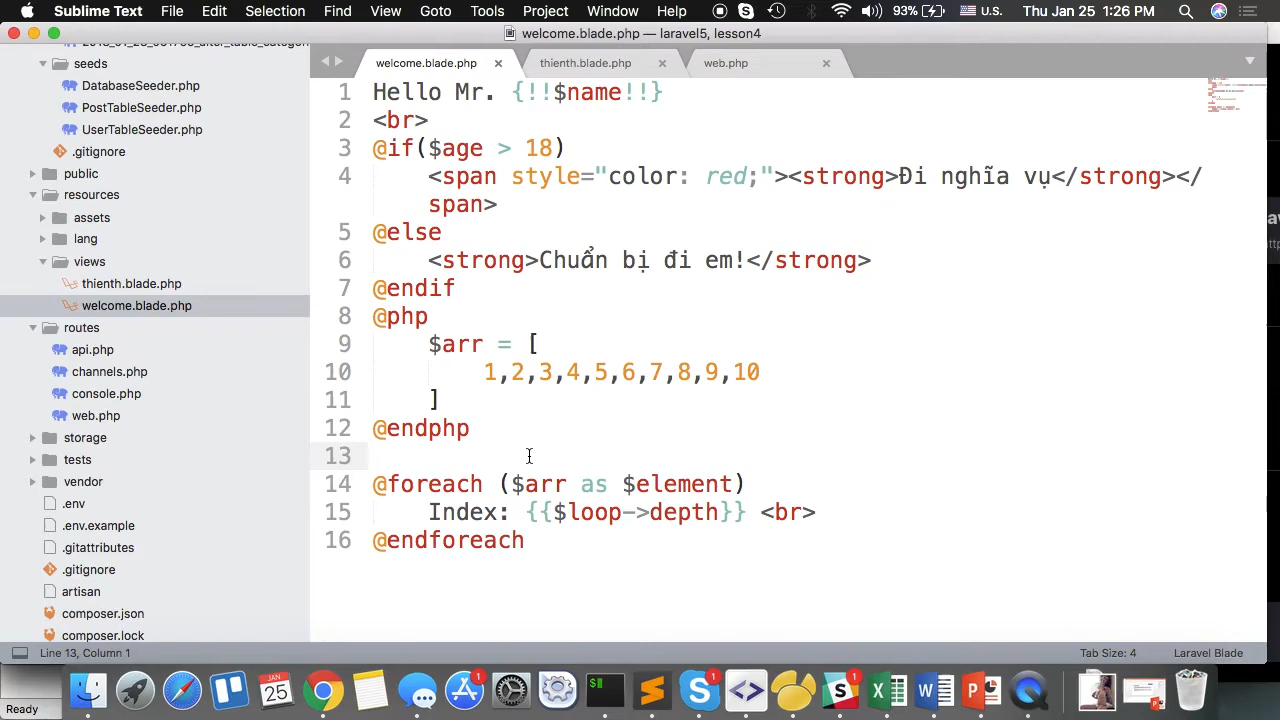 Sublime Text File Edit Selection Find View Goto Tools Project Window Help 93% U.S. Thu Jan 25 1:26 PM
welcome.blade.php — laravel5, lesson4
welcome.blade.php thienth.blade.php web.php
seeds
DatabaseSeeder.php
PostTableSeeder.php
UserTableSeeder.php
.gitignore
public
resources
assets
lang
views
thienth.blade.php
welcome.blade.php
routes
api.php
channels.php
console.php
web.php
storage
tests
vendor
.env
.env.example
.gitattributes
.gitignore
artisan
composer.json
composer.lock
1 Hello Mr. {!!$name!!}
2 <br>
3 @if($age > 18)
4 <span style="color: red;"><strong>Đi nghĩa vụ</strong></
span>
5 @else
6 <strong>Chuẩn bị đi em!</strong>
7 @endif
8 @php
9 $arr = [
10 1,2,3,4,5,6,7,8,9,10
11 ]
12 @endphp
13
14 @foreach ($arr as $element)
15 Index: {{$loop->depth}} <br>
16 @endforeach
Line 13, Column 1 Tab Size: 4 Laravel Blade
JAN
25
1
1
1
Ready